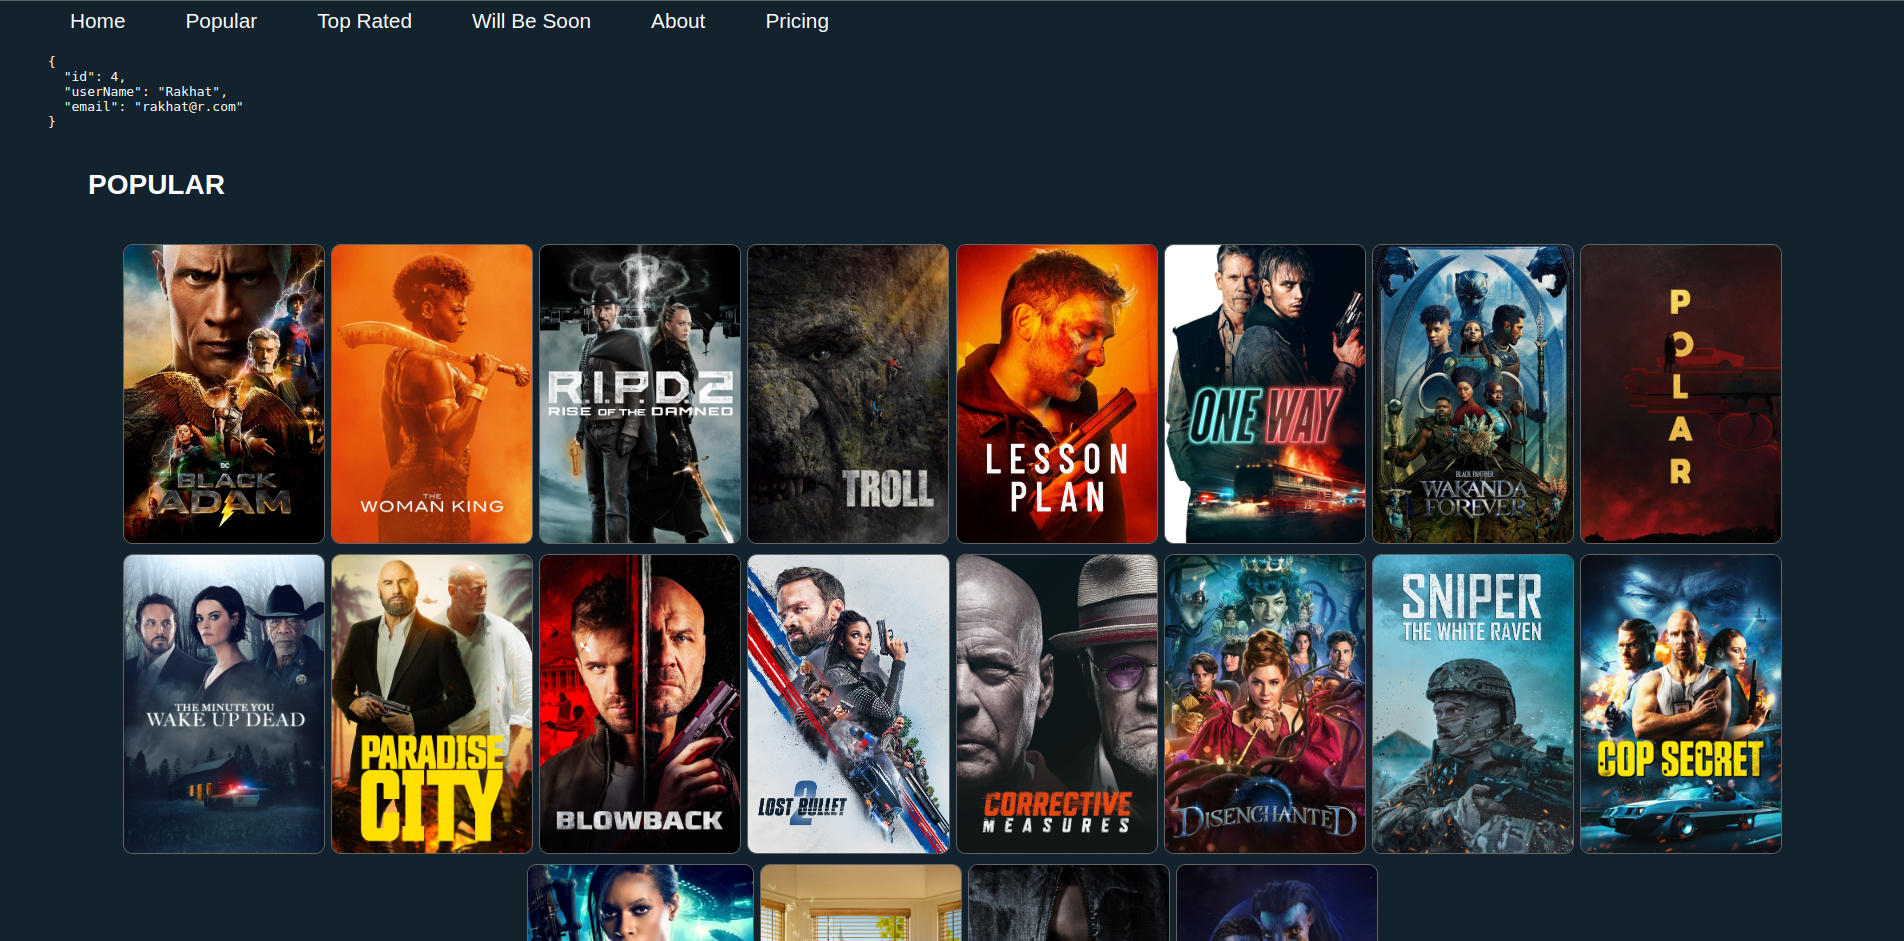 Home Popular Top Rated Will Be Soon About Pricing
{
"id": 4,
"userName": "Rakhat",
"email": "rakhat@r.com"
}
POPULAR
DC
BLACK
ADAM
THE
WOMAN KING
R.I.P.D.2
RISE OF THE DAMNED
TROLL
LESSON
PLAN
ONE WAY
BLACK PANTHER
WAKANDA
FOREVER
P
O
L
A
R
THE MINUTE YOU
WAKE UP DEAD
PARADISE
CITY
BLOWBACK
LOST BULLET
2
CORRECTIVE
MEASURES
DISENCHANTED
SNIPER
THE WHITE RAVEN
COP SECRET